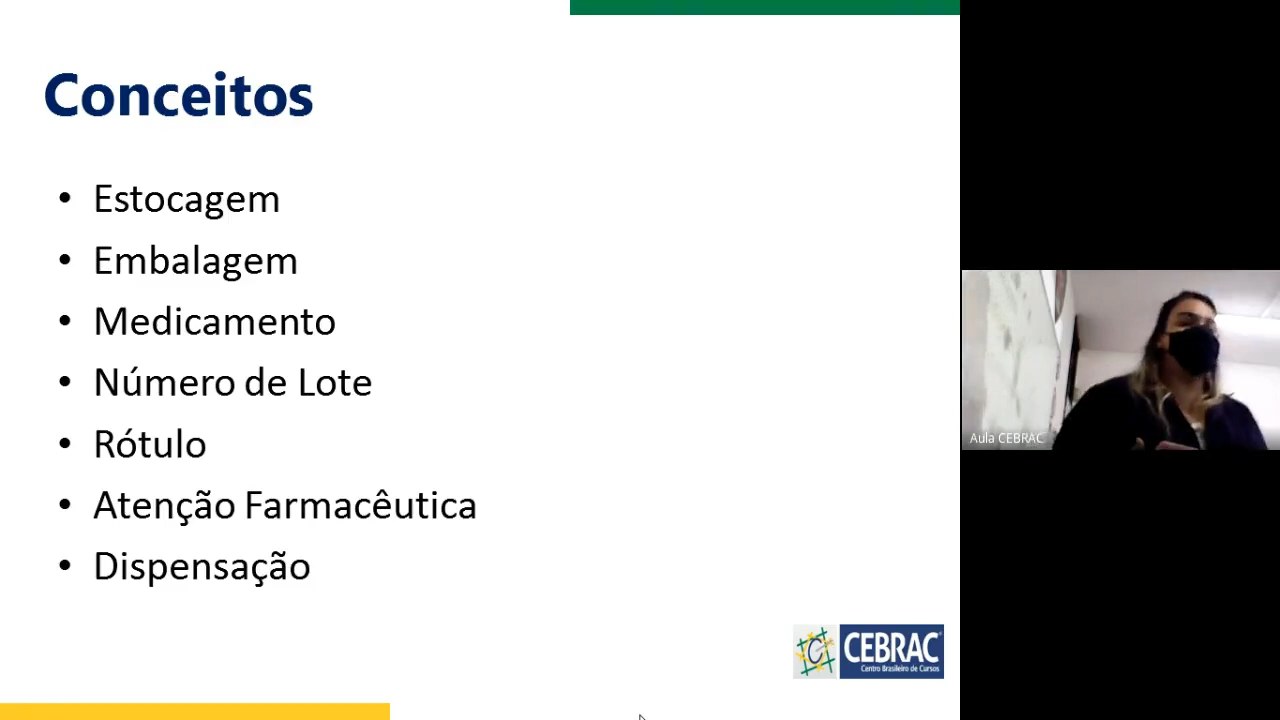 Conceitos
• Estocagem
• Embalagem
• Medicamento
• Número de Lote
• Rótulo
• Atenção Farmacêutica
• Dispensação
Aula CEBRAC
CEBRAC
Centro Brasileiro de Cursos